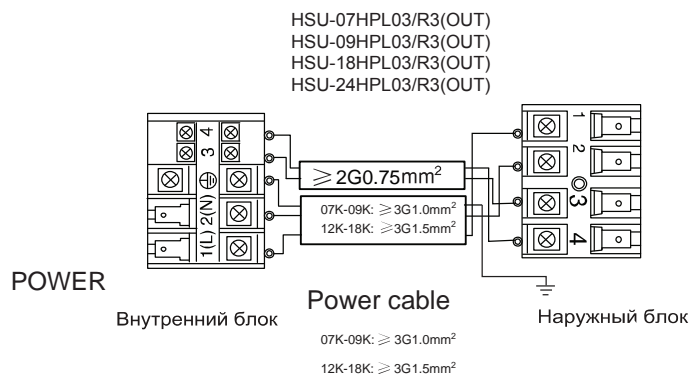 HSU-07HPL03/R3(OUT)
HSU-09HPL03/R3(OUT)
HSU-18HPL03/R3(OUT)
HSU-24HPL03/R3(OUT)
1(L) 2(N) 3 4
≥ 2G0.75mm²
07K-09K: ≥ 3G1.0mm²
12K-18K: ≥ 3G1.5mm²
1
2
3
4
POWER
Внутренний блок
Power cable
Наружный блок
07K-09K: ≥ 3G1.0mm²
12K-18K: ≥ 3G1.5mm²